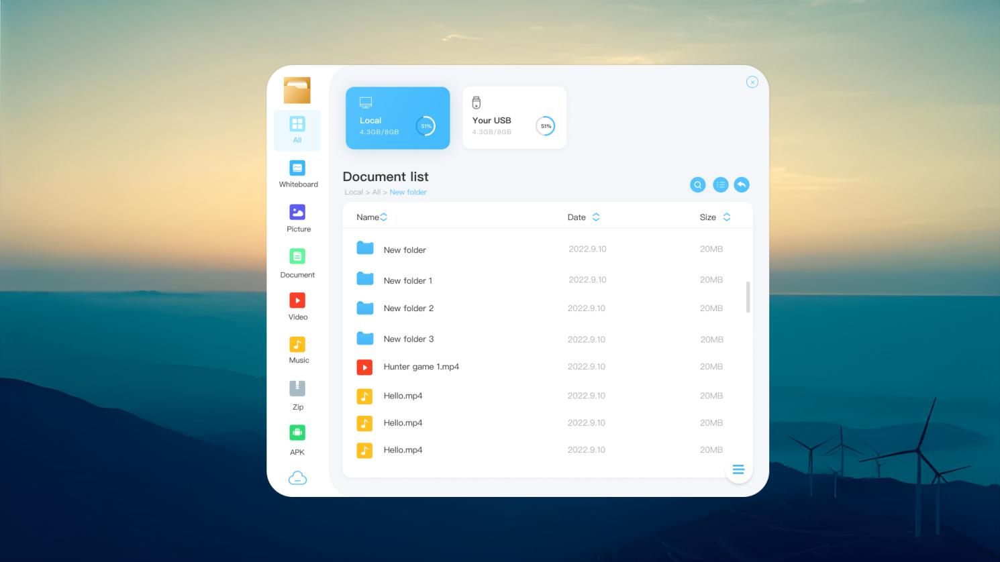 All
Whiteboard
Picture
Document
Video
Music
Zip
APK
Local
4.3GB/8GB
51%
Your USB
4.3GB/8GB
51%
Document list
Local > All > New folder
Name Date Size
New folder 2022.9.10 20MB
New folder 1 2022.9.10 20MB
New folder 2 2022.9.10 20MB
New folder 3 2022.9.10 20MB
Hunter game 1.mp4 2022.9.10 20MB
Hello.mp4 2022.9.10 20MB
Hello.mp4 2022.9.10 20MB
Hello.mp4 2022.9.10 20MB